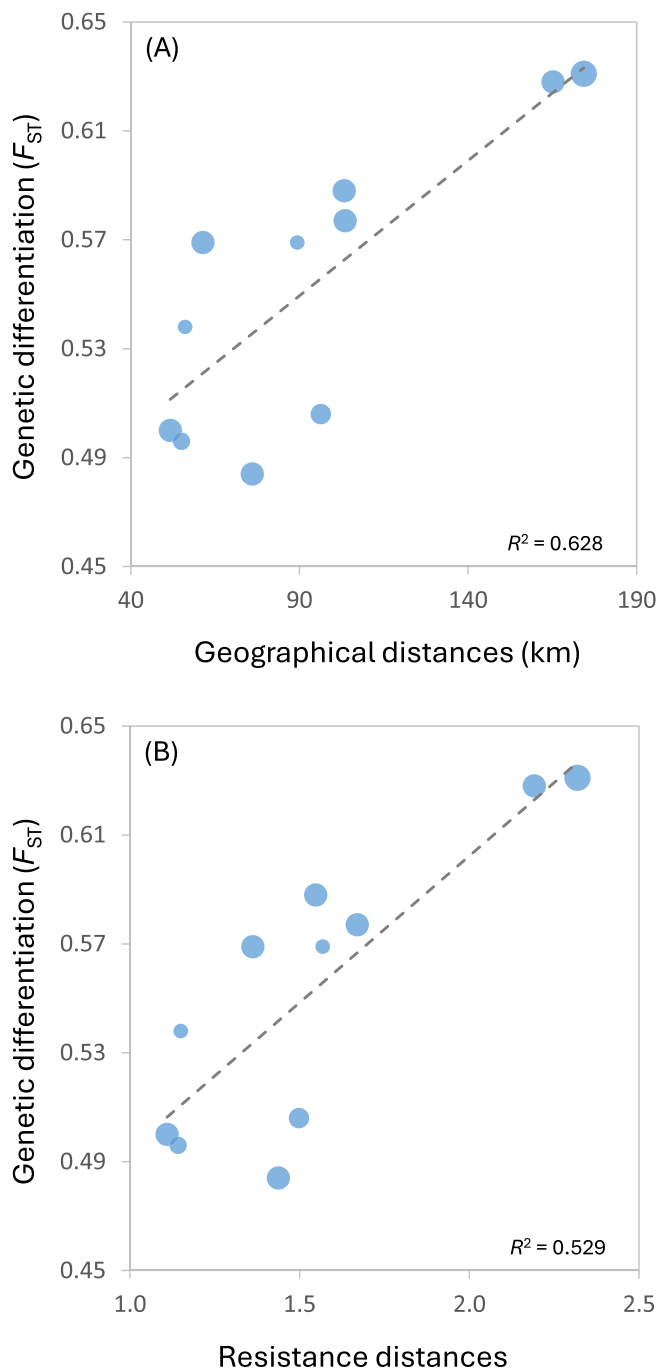 (A)
Genetic differentiation (FST)
0.65
0.61
0.57
0.53
0.49
0.45
R² = 0.628
40 90 140 190
Geographical distances (km)
(B)
Genetic differentiation (FST)
0.65
0.61
0.57
0.53
0.49
0.45
R² = 0.529
1.0 1.5 2.0 2.5
Resistance distances